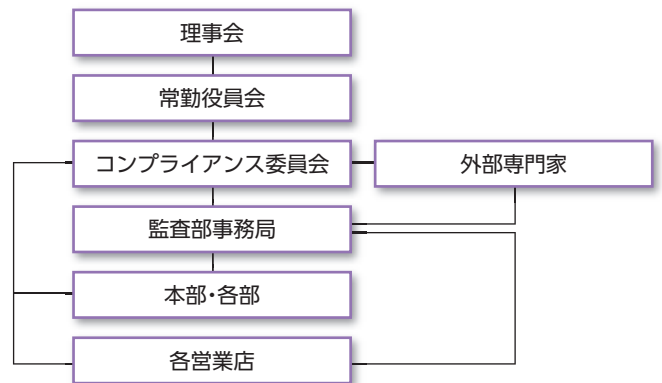 理事会
常勤役員会
コンプライアンス委員会
外部専門家
監査部事務局
本部・各部
各営業店